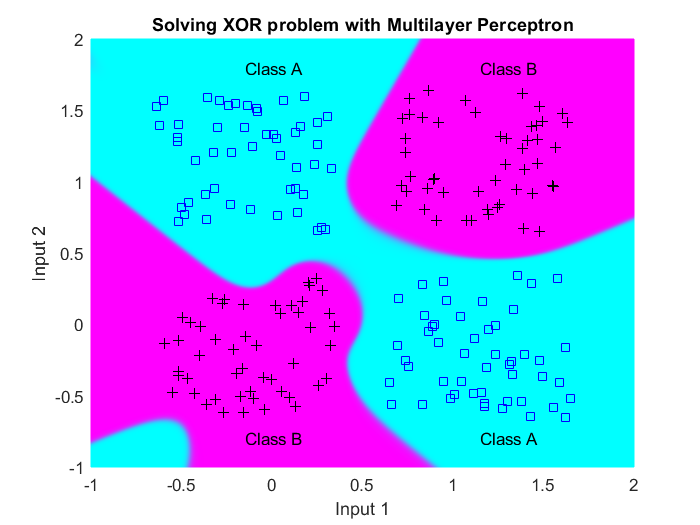 Solving XOR problem with Multilayer Perceptron
2
Class A Class B
1.5
1
Input 2
0.5
0
-0.5
Class B Class A
-1
-1 -0.5 0 0.5 1 1.5 2
Input 1